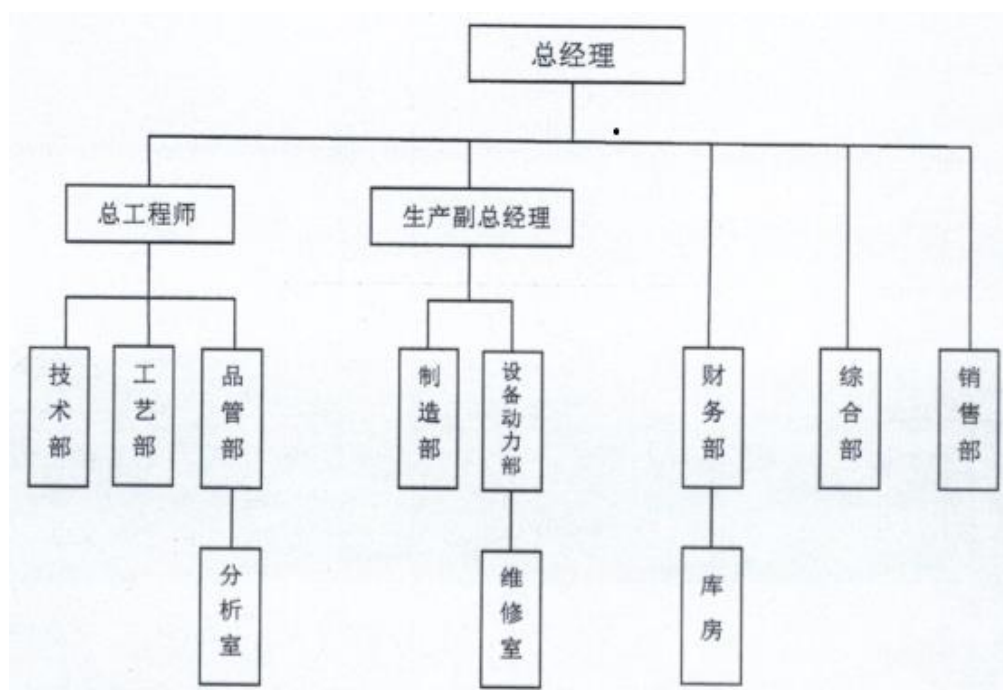 总经理
总工程师
生产副总经理
技术部
工艺部
品管部
制造部
设备动力部
财务部
综合部
销售部
分析室
维修室
库房